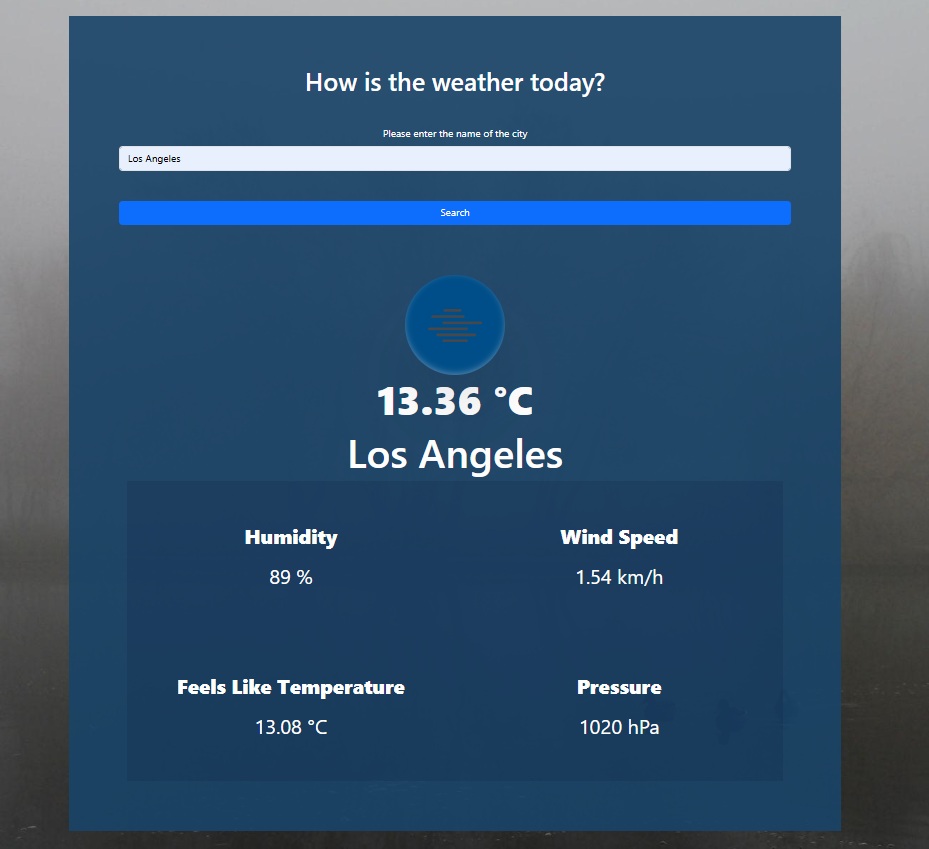 How is the weather today?
Please enter the name of the city
Los Angeles
Search
13.36 °C
Los Angeles
Humidity
89 %
Wind Speed
1.54 km/h
Feels Like Temperature
13.08 °C
Pressure
1020 hPa